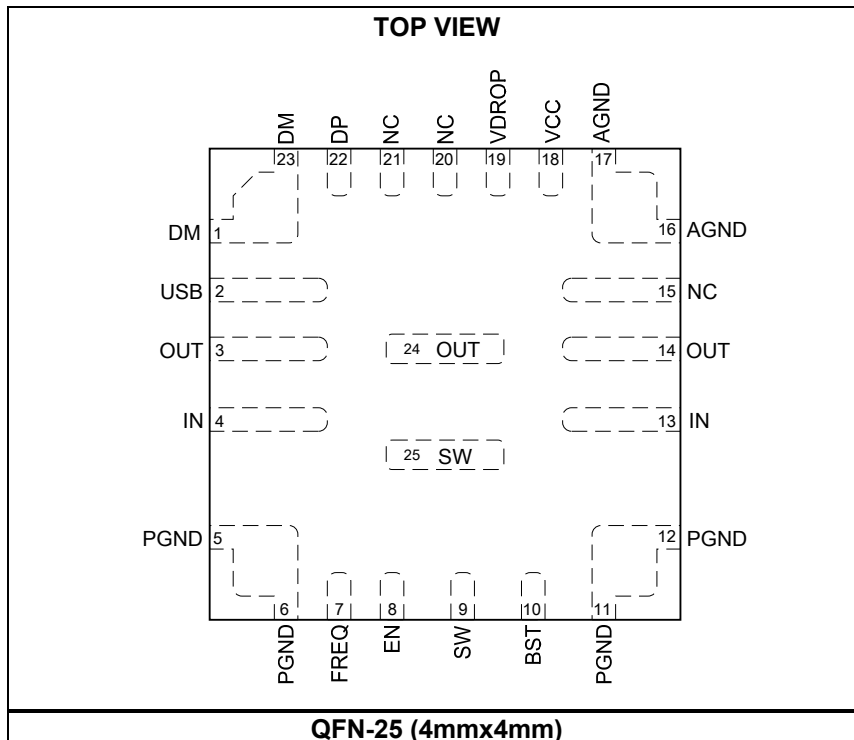 TOP VIEW
DM DP NC NC VDROP VCC AGND
23 22 21 20 19 18 17
DM 1 16 AGND
USB 2 15 NC
OUT 3 24 OUT 14 OUT
IN 4 13 IN
25 SW
PGND 5 12 PGND
6 7 8 9 10 11
PGND FREQ EN SW BST PGND
QFN-25 (4mmx4mm)